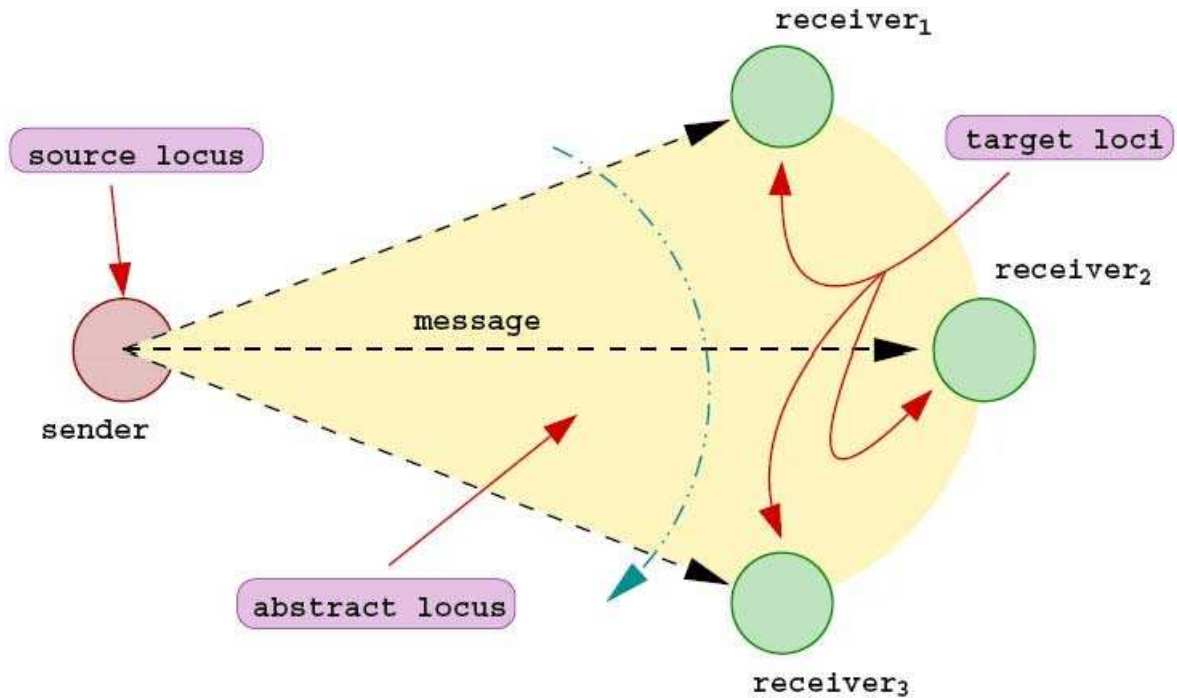 receiver₁
source locus
target loci
receiver₂
message
sender
abstract locus
receiver₃